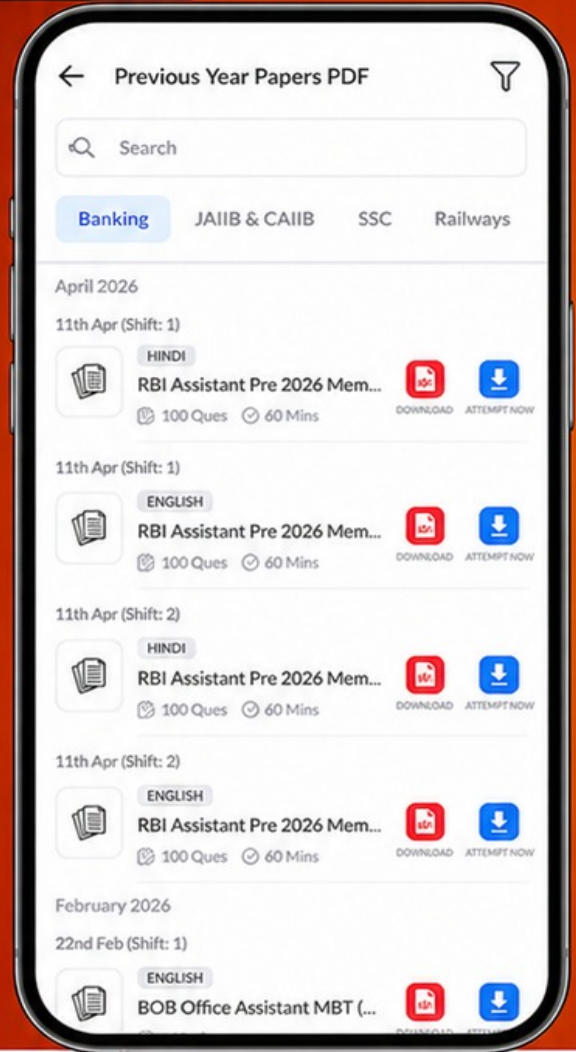 Previous Year Papers PDF
Search
Banking JAIIB & CAIIB SSC Railways
April 2026
11th Apr (Shift: 1)
HINDI
RBI Assistant Pre 2026 Mem...
100 Ques 60 Mins
DOWNLOAD ATTEMPT NOW
11th Apr (Shift: 1)
ENGLISH
RBI Assistant Pre 2026 Mem...
100 Ques 60 Mins
DOWNLOAD ATTEMPT NOW
11th Apr (Shift: 2)
HINDI
RBI Assistant Pre 2026 Mem...
100 Ques 60 Mins
DOWNLOAD ATTEMPT NOW
11th Apr (Shift: 2)
ENGLISH
RBI Assistant Pre 2026 Mem...
100 Ques 60 Mins
DOWNLOAD ATTEMPT NOW
February 2026
22nd Feb (Shift: 1)
ENGLISH
BOB Office Assistant MBT (...